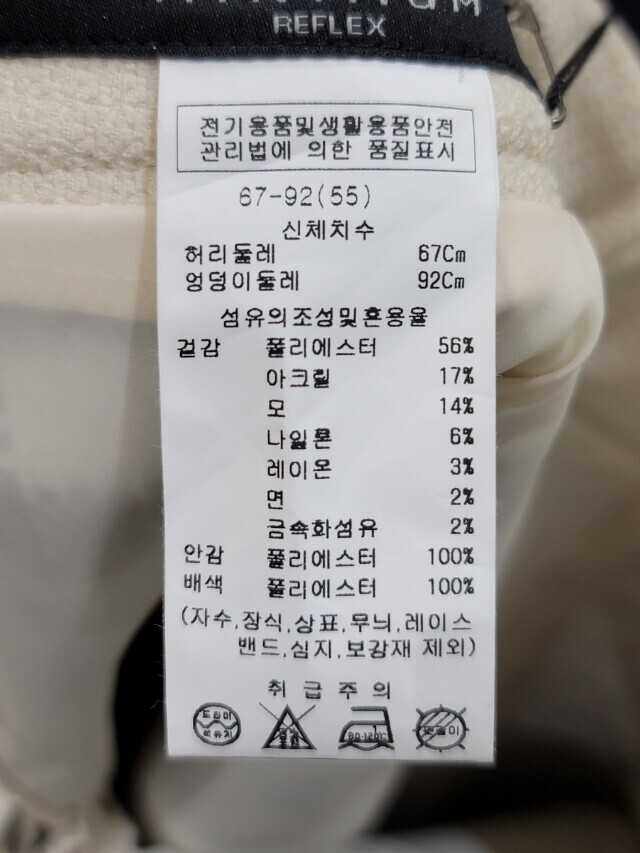 REFLEX
전기용품및생활용품안전
관리법에 의한 품질표시
67-92(55)
신체치수
허리둘레 67Cm
엉덩이둘레 92Cm
섬유의조성및혼용율
겉감 폴리에스터 56%
아크릴 17%
모 14%
나일론 6%
레이온 3%
면 2%
금속화섬유 2%
안감 폴리에스터 100%
배색 폴리에스터 100%
(자수,장식,상표,무늬,레이스
밴드,심지,보강재 제외)
취급주의
드라이
석유지
80-120℃